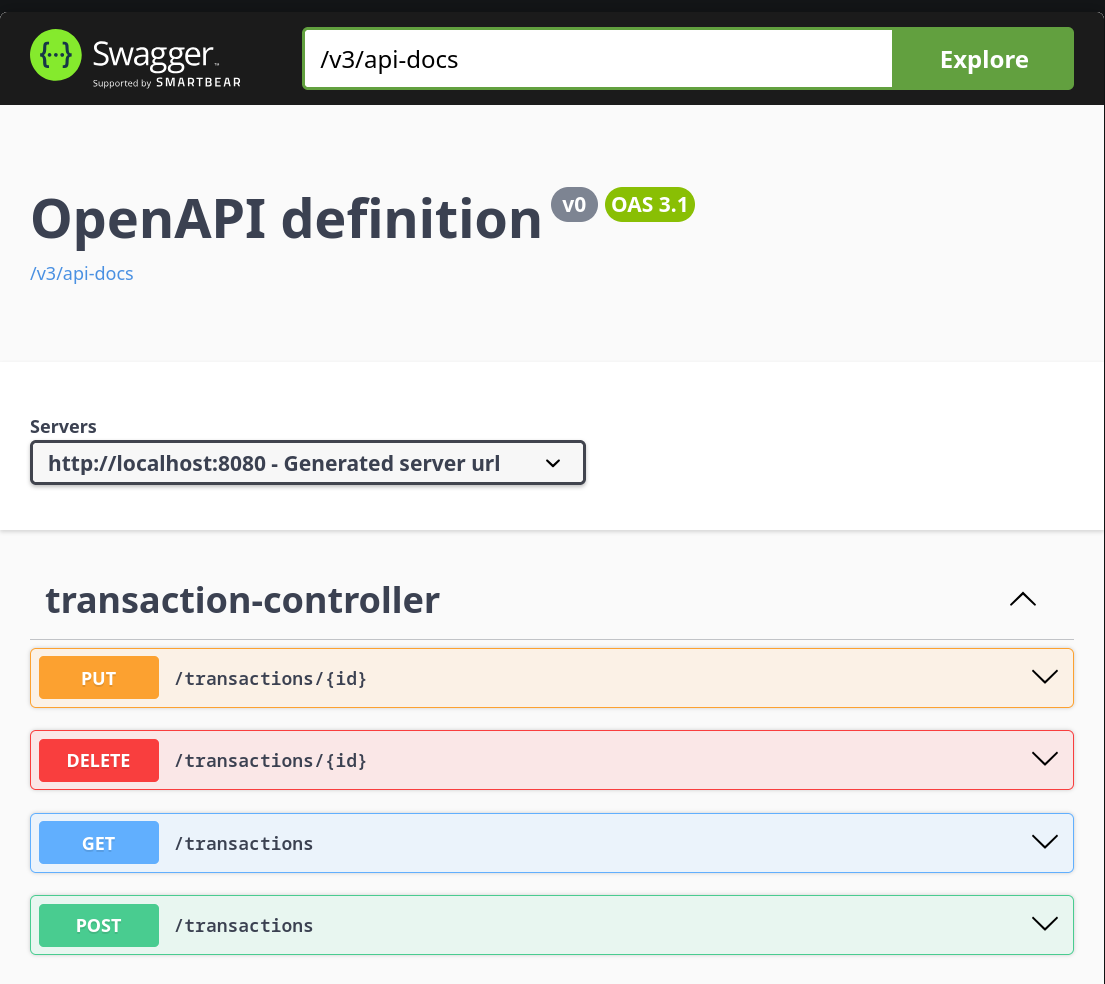 {···} Swagger™
Supported by SMARTBEAR
/v3/api-docs
Explore
OpenAPI definition v0 OAS 3.1
/v3/api-docs
Servers
http://localhost:8080 - Generated server url
transaction-controller
PUT /transactions/{id}
DELETE /transactions/{id}
GET /transactions
POST /transactions